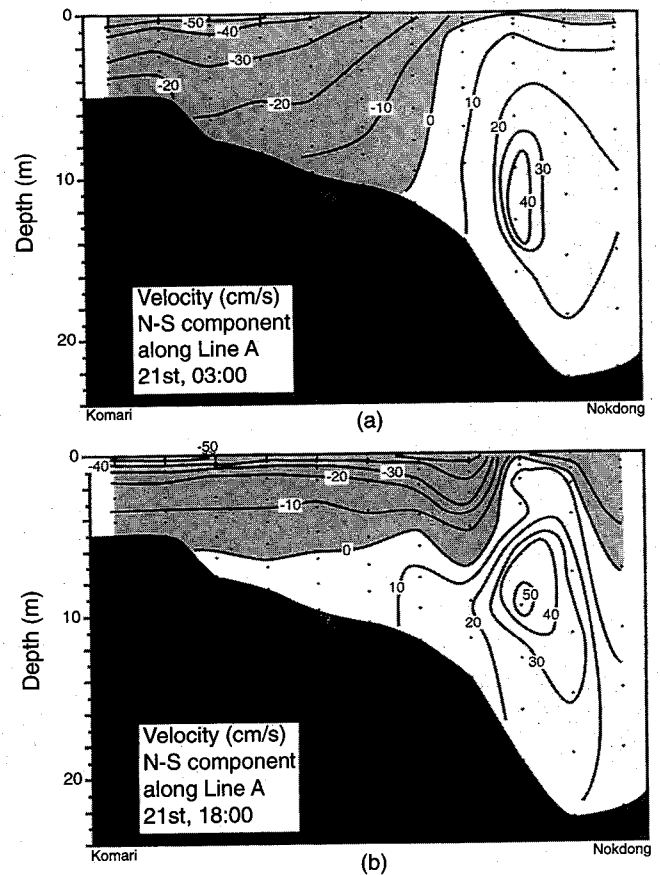 0
-50
-40
-30
-20
-20
-10
0
10
20
30
40
10
20
Depth (m)
Velocity (cm/s)
N-S component
along Line A
21st, 03:00
Komari
Nokdong
(a)
-50
0
-40
-30
-20
-10
0
10
20
50
40
30
10
20
Depth (m)
Velocity (cm/s)
N-S component
along Line A
21st, 18:00
Komari
Nokdong
(b)